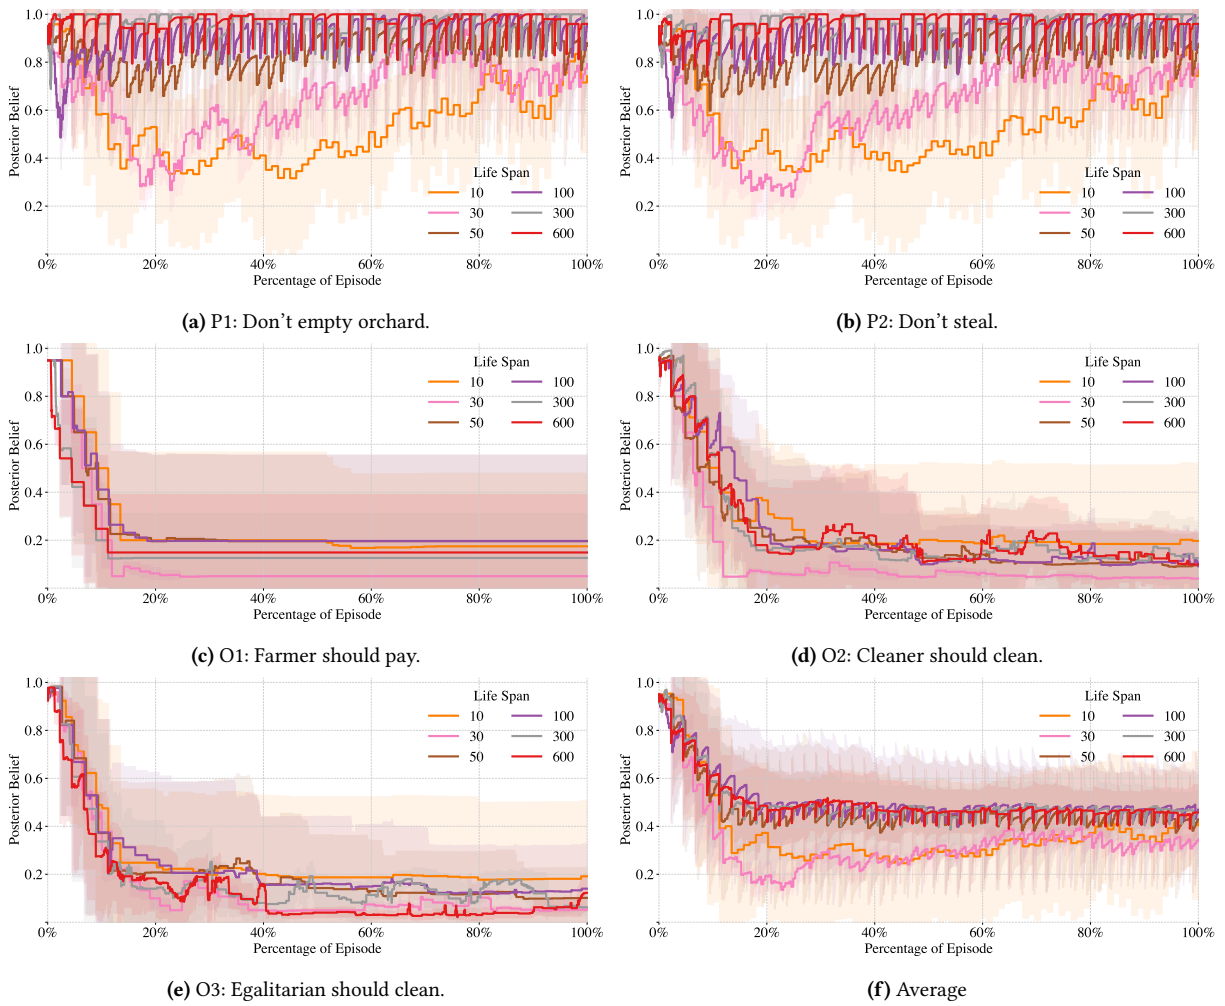 1.0
0.8
0.6
0.4
0.2
Posterior Belief
Life Span
10 100
30 300
50 600
0% 20% 40% 60% 80% 100%
Percentage of Episode
(a) P1: Don't empty orchard.
1.0
0.8
0.6
0.4
0.2
Posterior Belief
Life Span
10 100
30 300
50 600
0% 20% 40% 60% 80% 100%
Percentage of Episode
(b) P2: Don't steal.
1.0
0.8
0.6
0.4
0.2
Posterior Belief
Life Span
10 100
30 300
50 600
0% 20% 40% 60% 80% 100%
Percentage of Episode
(c) O1: Farmer should pay.
1.0
0.8
0.6
0.4
0.2
Posterior Belief
Life Span
10 100
30 300
50 600
0% 20% 40% 60% 80% 100%
Percentage of Episode
(d) O2: Cleaner should clean.
1.0
0.8
0.6
0.4
0.2
Posterior Belief
Life Span
10 100
30 300
50 600
0% 20% 40% 60% 80% 100%
Percentage of Episode
(e) O3: Egalitarian should clean.
1.0
0.8
0.6
0.4
0.2
Posterior Belief
Life Span
10 100
30 300
50 600
0% 20% 40% 60% 80% 100%
Percentage of Episode
(f) Average